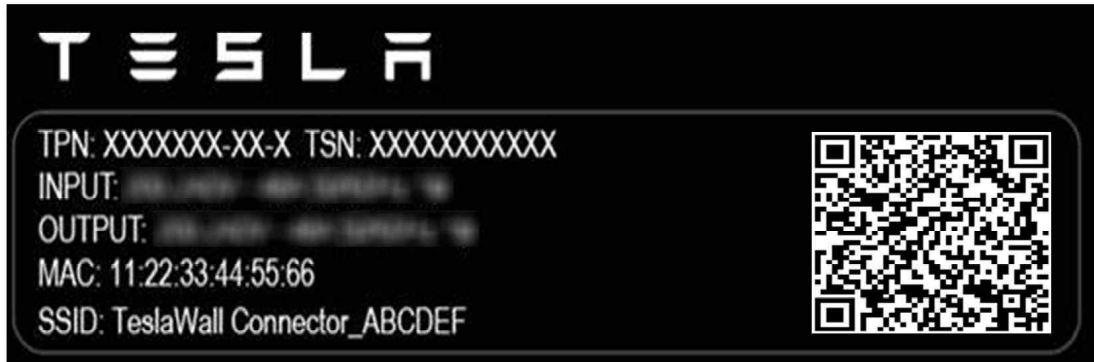 TESLA
TPN: XXXXXXX-XX-X TSN: XXXXXXXXXXX
INPUT:
OUTPUT:
MAC: 11:22:33:44:55:66
SSID: TeslaWall Connector_ABCDEF